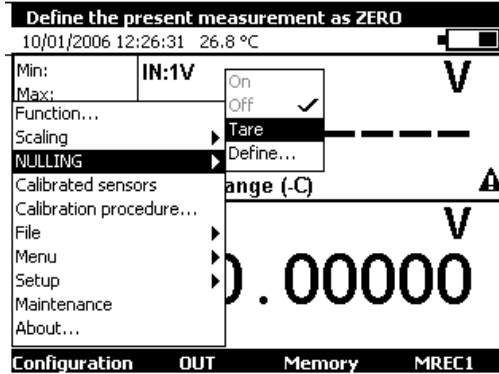 Define the present measurement as ZERO
10/01/2006 12:26:31 26.8 °C
Min:
IN:1V
V
Max:
Function...
Scaling
NULLING
Calibrated sensors
Calibration procedure...
File
Menu
Setup
Maintenance
About...
On
Off
Tare
Define...
ange (-C)
V
0.00000
Configuration OUT Memory MREC1